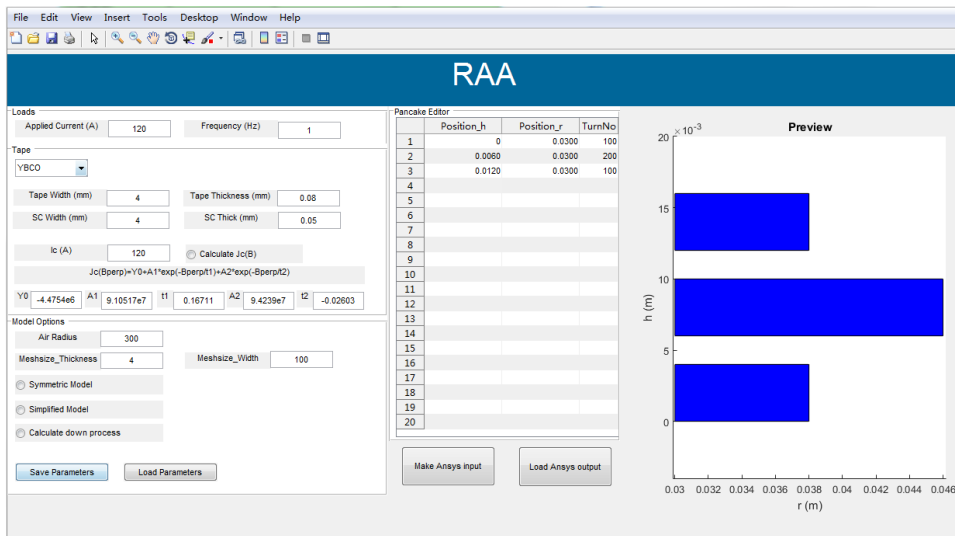 File Edit View Insert Tools Desktop Window Help
RAA
Loads
Applied Current (A) 120 Frequency (Hz) 1
Tape
YBCO
Tape Width (mm) 4 Tape Thickness (mm) 0.08
SC Width (mm) 4 SC Thick (mm) 0.05
Ic (A) 120 Calculate Jc(B)
Jc(Bperp)=Y0+A1*exp(-Bperp/t1)+A2*exp(-Bperp/t2)
Y0 -4.4754e6 A1 9.10517e7 t1 0.16711 A2 9.4239e7 t2 -0.02603
Model Options
Air Radius 300
Meshsize_Thickness 4 Meshsize_Width 100
Symmetric Model
Simplified Model
Calculate down process
Save Parameters Load Parameters
Pancake Editor
Position_h Position_r TurnNo
1 0 0.0300 100
2 0.0060 0.0300 200
3 0.0120 0.0300 100
4
5
6
7
8
9
10
11
12
13
14
15
16
17
18
19
20
Make Ansys input Load Ansys output
Preview
20 × 10⁻³
15
10
5
0
h (m)
0.03 0.032 0.034 0.036 0.038 0.04 0.042 0.044 0.046
r (m)